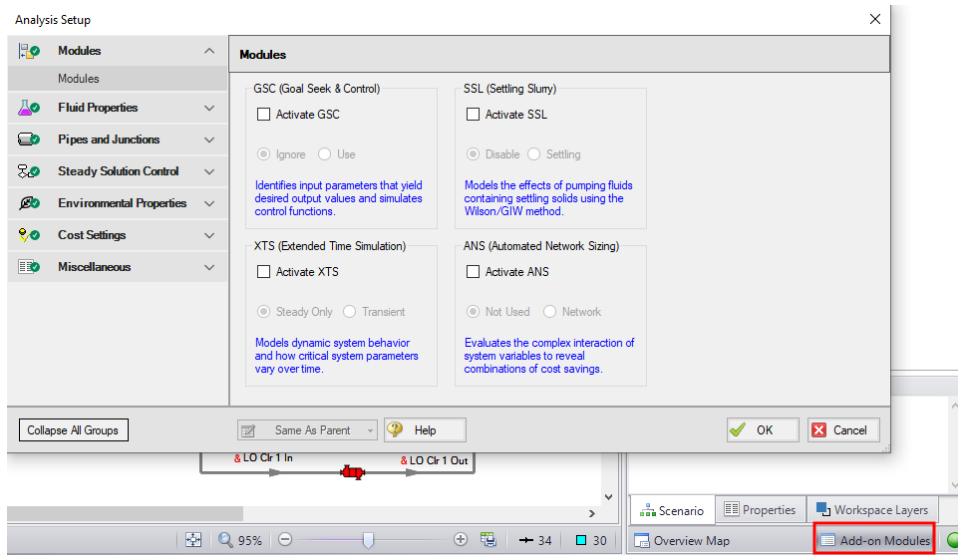 Analysis Setup
Modules
Modules
Fluid Properties
Pipes and Junctions
Steady Solution Control
Environmental Properties
Cost Settings
Miscellaneous
Modules
GSC (Goal Seek & Control)
Activate GSC
Ignore
Use
Identifies input parameters that yield
desired output values and simulates
control functions.
SSL (Settling Slurry)
Activate SSL
Disable
Settling
Models the effects of pumping fluids
containing settling solids using the
Wilson/GIW method.
XTS (Extended Time Simulation)
Activate XTS
Steady Only
Transient
Models dynamic system behavior
and how critical system parameters
vary over time.
ANS (Automated Network Sizing)
Activate ANS
Not Used
Network
Evaluates the complex interaction of
system variables to reveal
combinations of cost savings.
Collapse All Groups
Same As Parent
Help
OK
Cancel
& LO Clr 1 In
& LO Clr 1 Out
Scenario
Properties
Workspace Layers
95%
34
30
Overview Map
Add-on Modules